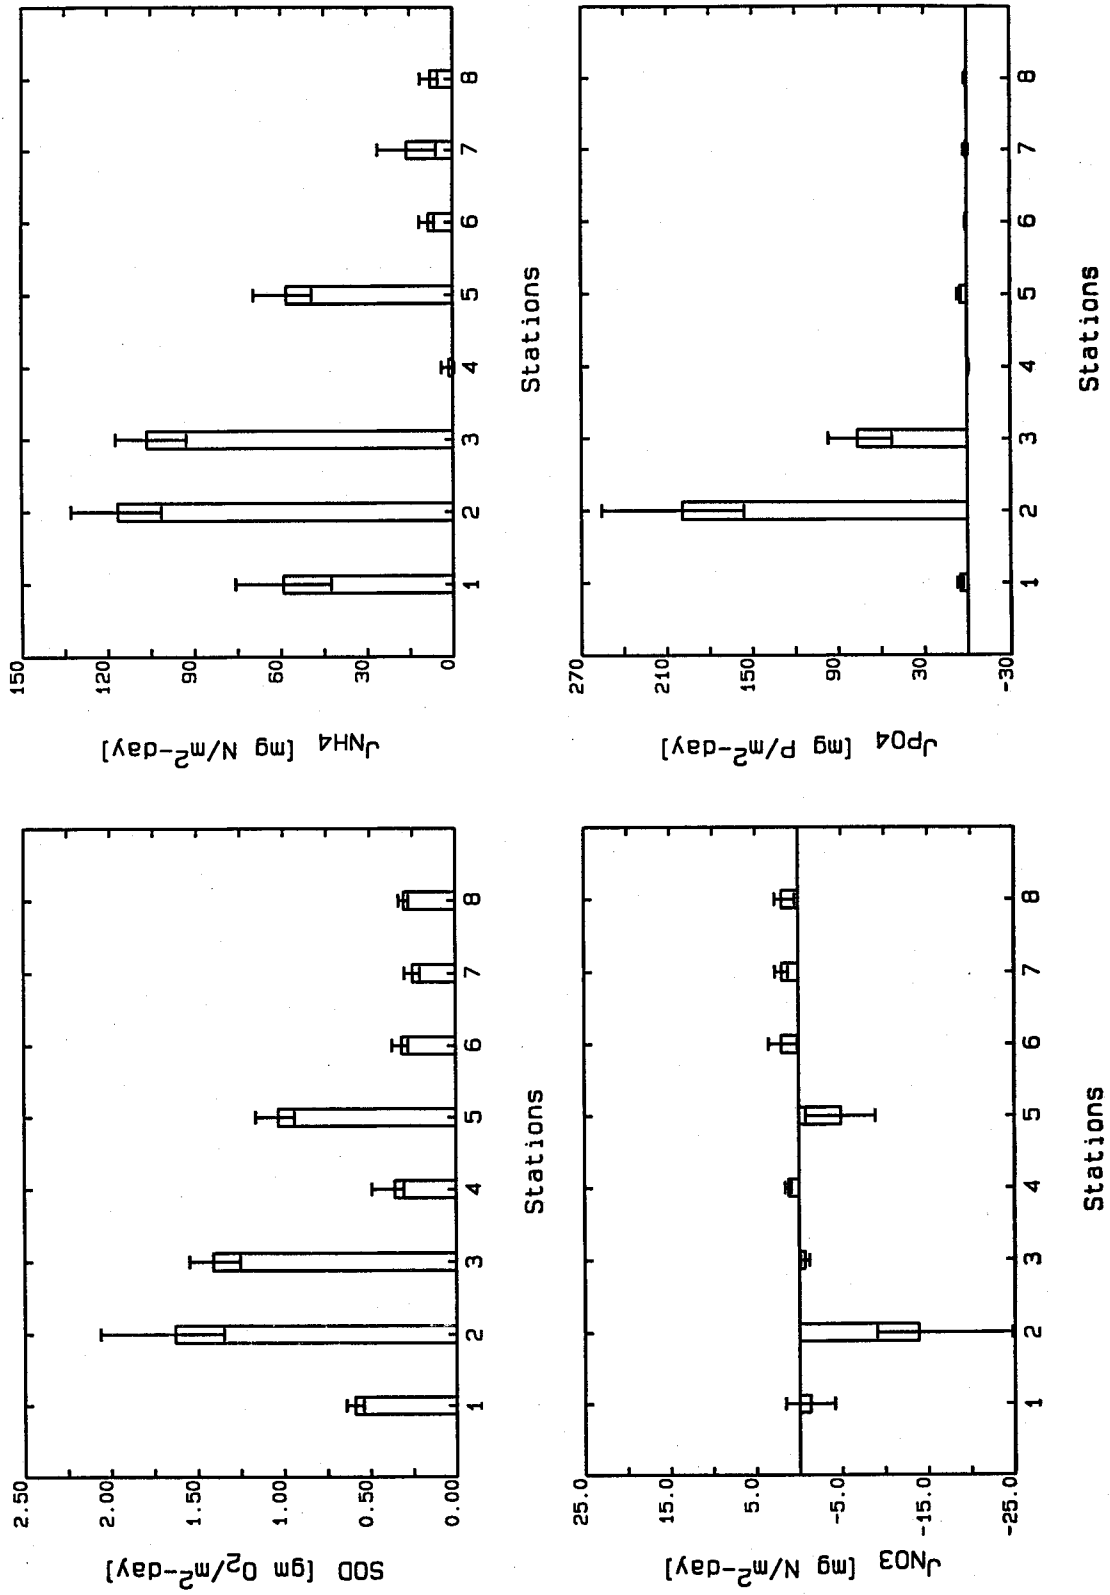 SOD [gm O₂/m²-day]
2.50
2.00
1.50
1.00
0.50
0.00
1 2 3 4 5 6 7 8
Stations
JNH4 [mg N/m²-day]
150
120
90
60
30
0
1 2 3 4 5 6 7 8
Stations
JNO3 [mg N/m²-day]
25.0
15.0
5.0
-5.0
-15.0
-25.0
1 2 3 4 5 6 7 8
Stations
JPO4 [mg P/m²-day]
270
210
150
90
30
-30
1 2 3 4 5 6 7 8
Stations